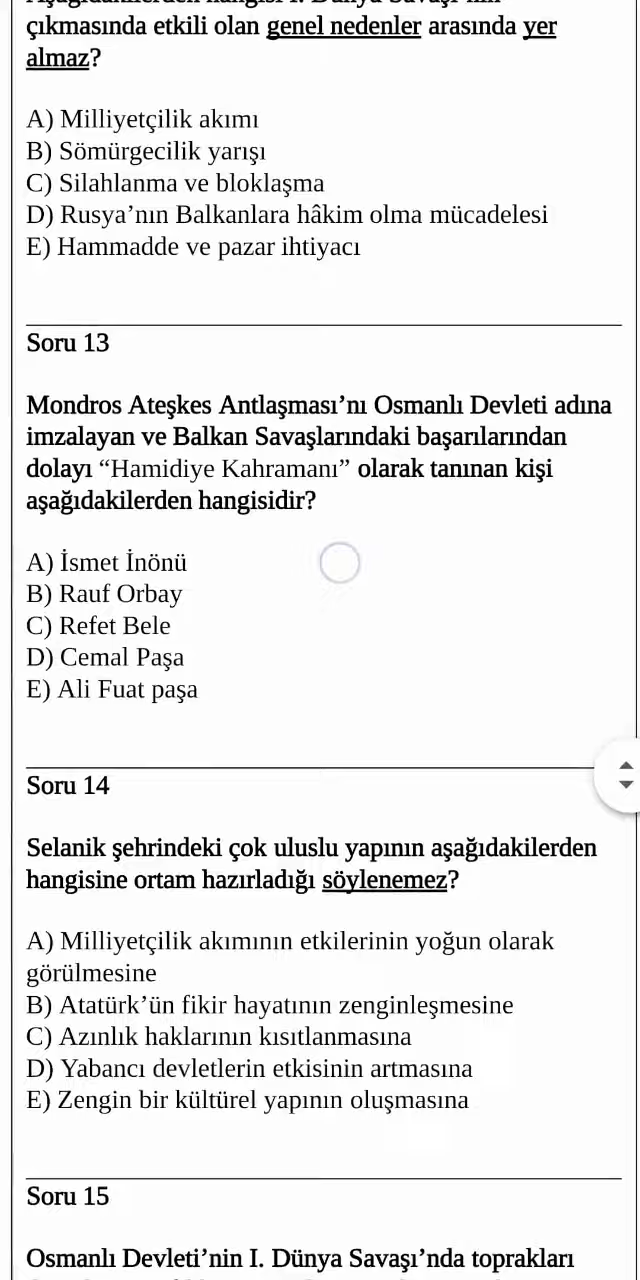 çıkmasında etkili olan genel nedenler arasında yer
almaz?
A) Milliyetçilik akımı
B) Sömürgecilik yarışı
C) Silahlanma ve bloklaşma
D) Rusya’nın Balkanlara hâkim olma mücadelesi
E) Hammadde ve pazar ihtiyacı
Soru 13
Mondros Ateşkes Antlaşması’nı Osmanlı Devleti adına
imzalayan ve Balkan Savaşlarındaki başarılarından
dolayı “Hamidiye Kahramanı” olarak tanınan kişi
aşağıdakilerden hangisidir?
A) İsmet İnönü
B) Rauf Orbay
C) Refet Bele
D) Cemal Paşa
E) Ali Fuat paşa
Soru 14
Selanik şehrindeki çok uluslu yapının aşağıdakilerden
hangisine ortam hazırladığı söylenemez?
A) Milliyetçilik akımının etkilerinin yoğun olarak
görülmesine
B) Atatürk’ün fikir hayatının zenginleşmesine
C) Azınlık haklarının kısıtlanmasına
D) Yabancı devletlerin etkisinin artmasına
E) Zengin bir kültürel yapının oluşmasına
Soru 15
Osmanlı Devleti’nin I. Dünya Savaşı’nda toprakları